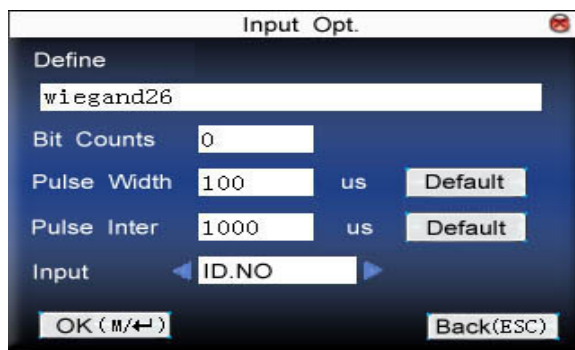 Input Opt.
Define
wiegand26
Bit Counts 0
Pulse Width 100 us Default
Pulse Inter 1000 us Default
Input ID.NO
OK(M/↵) Back(ESC)